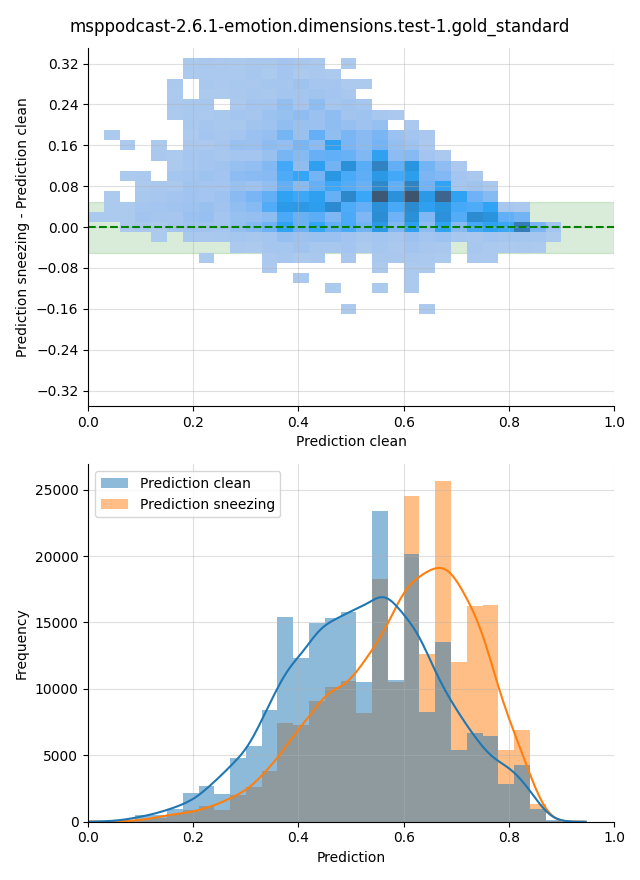 msppodcast-2.6.1-emotion.dimensions.test-1.gold_standard
0.32
0.24
0.16
0.08
0.00
−0.08
−0.16
−0.24
−0.32
Prediction sneezing - Prediction clean
0.0 0.2 0.4 0.6 0.8 1.0
Prediction clean
Prediction clean
Prediction sneezing
25000
20000
15000
10000
5000
0
Frequency
0.0 0.2 0.4 0.6 0.8 1.0
Prediction